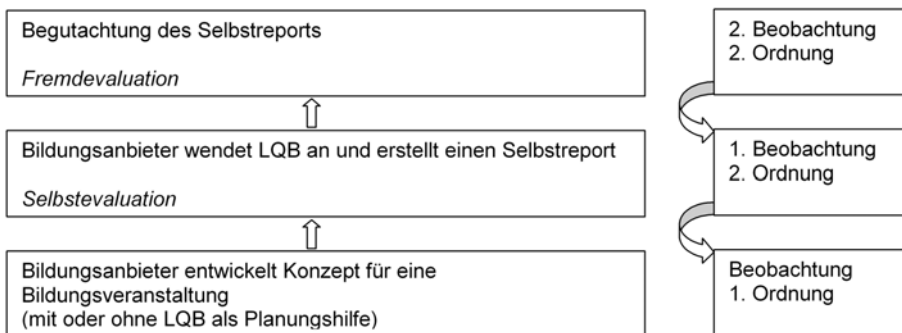 Begutachtung des Selbstreports
Fremdevaluation
2. Beobachtung
2. Ordnung
Bildungsanbieter wendet LQB an und erstellt einen Selbstreport
Selbstevaluation
1. Beobachtung
2. Ordnung
Bildungsanbieter entwickelt Konzept für eine
Bildungsveranstaltung
(mit oder ohne LQB als Planungshilfe)
Beobachtung
1. Ordnung